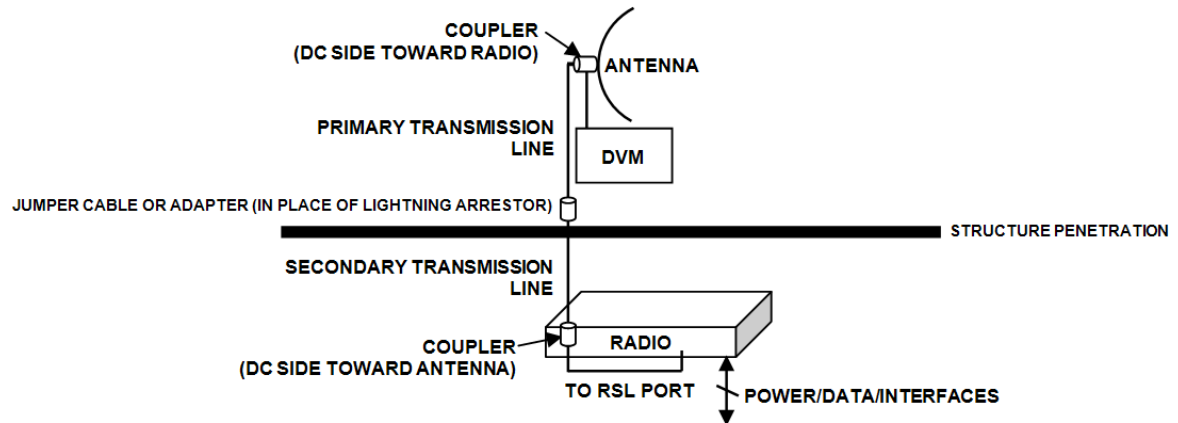 COUPLER
(DC SIDE TOWARD RADIO)
ANTENNA
PRIMARY TRANSMISSION
LINE
DVM
JUMPER CABLE OR ADAPTER (IN PLACE OF LIGHTNING ARRESTOR)
STRUCTURE PENETRATION
SECONDARY TRANSMISSION
LINE
RADIO
COUPLER
(DC SIDE TOWARD ANTENNA)
TO RSL PORT
POWER/DATA/INTERFACES